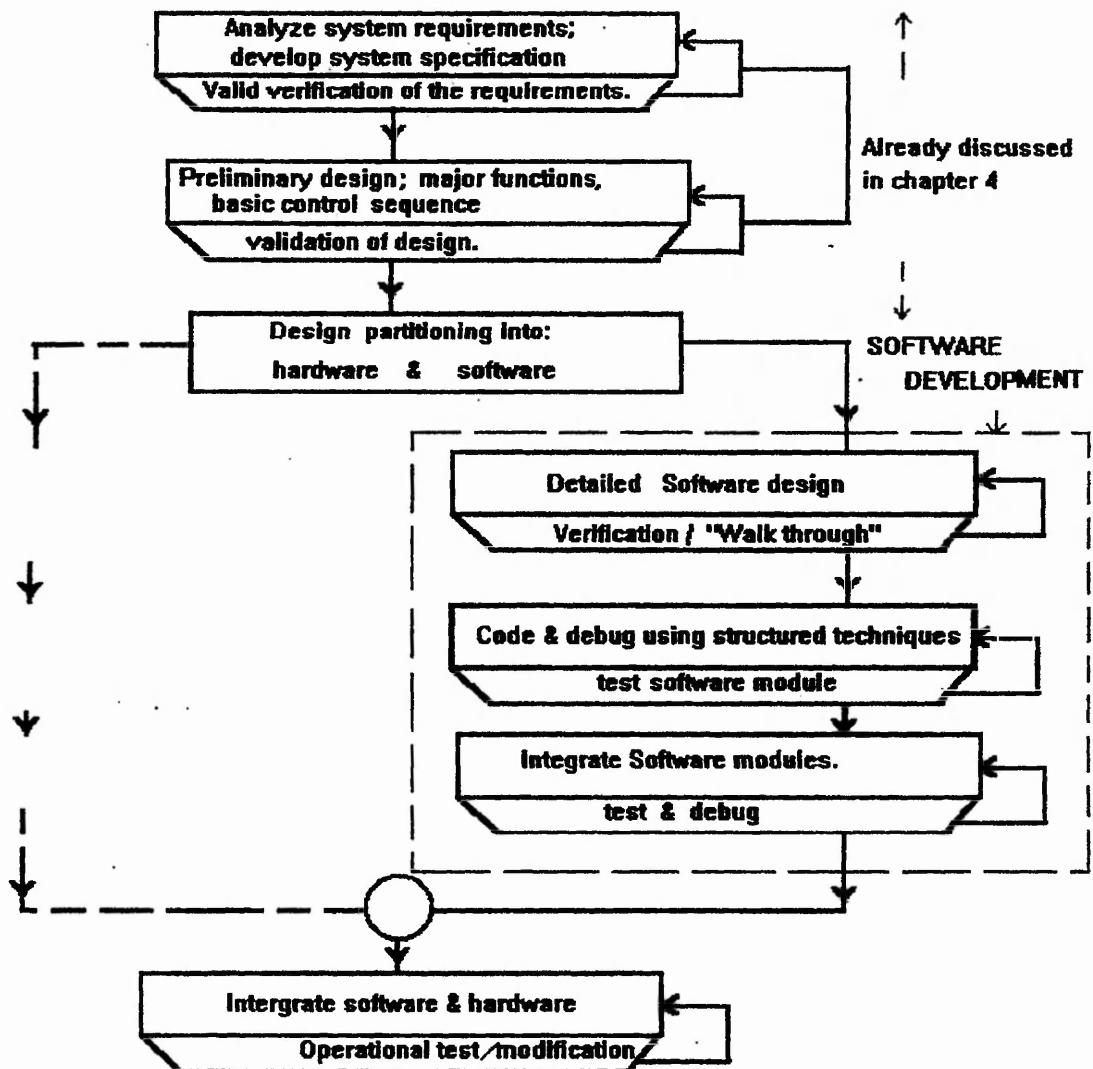 Analyze system requirements;
develop system specification
Valid verification of the requirements.
Already discussed
in chapter 4
Preliminary design; major functions,
basic control sequence
validation of design.
Design partitioning into:
hardware & software
SOFTWARE
DEVELOPMENT
Detailed Software design
Verification / "Walk through"
Code & debug using structured techniques
test software module
Integrate Software modules.
test & debug
Intergrate software & hardware
Operational test/modification